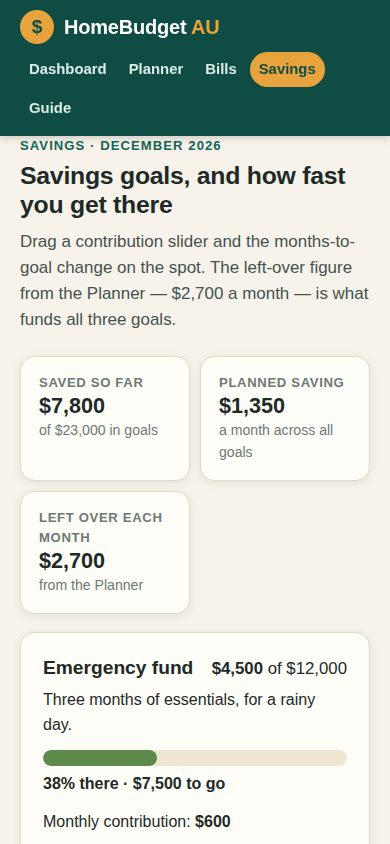 $ HomeBudget AU
Dashboard Planner Bills Savings
Guide
SAVINGS · DECEMBER 2026
Savings goals, and how fast
you get there
Drag a contribution slider and the months-to-
goal change on the spot. The left-over figure
from the Planner — $2,700 a month — is what
funds all three goals.
SAVED SO FAR
$7,800
of $23,000 in goals
PLANNED SAVING
$1,350
a month across all
goals
LEFT OVER EACH
MONTH
$2,700
from the Planner
Emergency fund $4,500 of $12,000
Three months of essentials, for a rainy
day.
38% there · $7,500 to go
Monthly contribution: $600